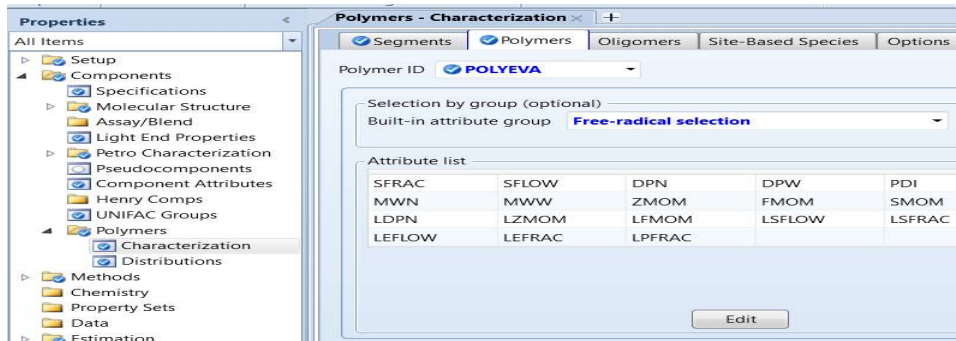 Properties
All Items
Setup
Components
Specifications
Molecular Structure
Assay/Blend
Light End Properties
Petro Characterization
Pseudocomponents
Component Attributes
Henry Comps
UNIFAC Groups
Polymers
Characterization
Distributions
Methods
Chemistry
Property Sets
Data
Estimation
Polymers - Characterization × +
Segments Polymers Oligomers Site-Based Species Options
Polymer ID POLYEVA
Selection by group (optional)
Built-in attribute group Free-radical selection
Attribute list
SFRAC SFLOW DPN DPW PDI
MWN MWW ZMOM FMOM SMOM
LDPN LZMOM LFMOM LSFLOW LSFRAC
LEFLOW LEFRAC LPFRAC
Edit